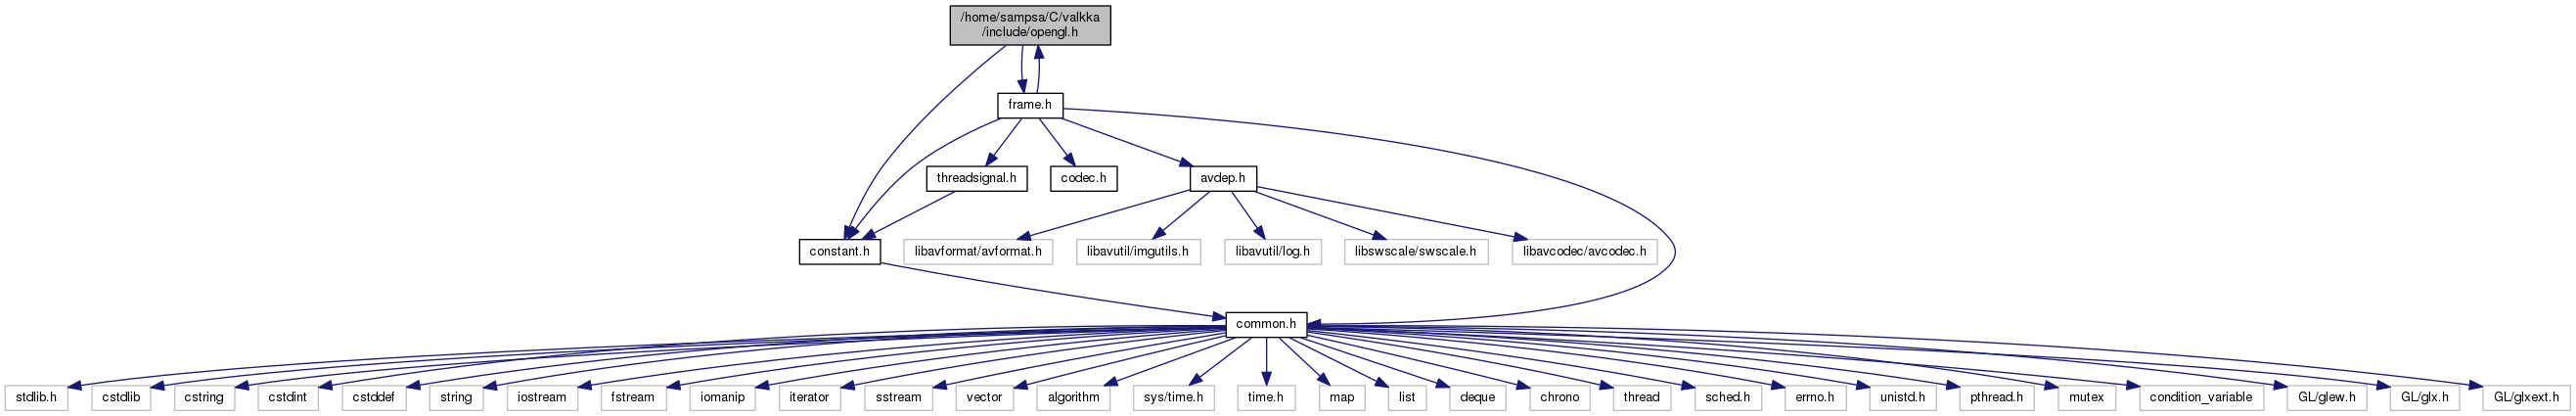 /home/sampsa/C/valkka
/include/opengl.h
frame.h
threadsignal.h
codec.h
avdep.h
constant.h
libavformat/avformat.h
libavutil/imgutils.h
libavutil/log.h
libswscale/swscale.h
libavcodec/avcodec.h
common.h
stdlib.h
cstdlib
cstring
cstdint
cstddef
string
iostream
fstream
iomanip
iterator
sstream
vector
algorithm
sys/time.h
time.h
map
list
deque
chrono
thread
sched.h
errno.h
unistd.h
pthread.h
mutex
condition_variable
GL/glew.h
GL/glx.h
GL/glxext.h